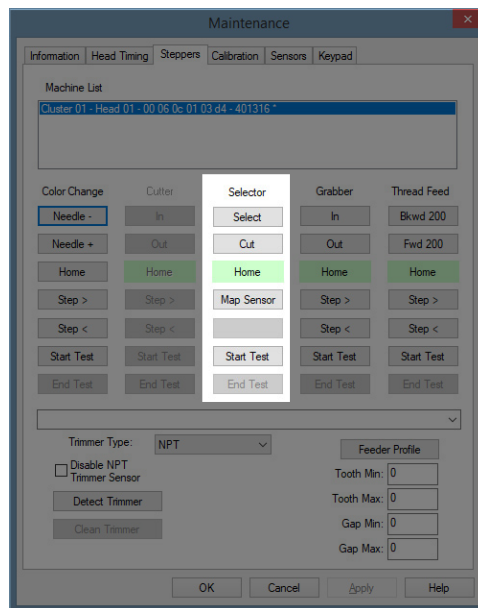 Maintenance
Information Head Timing Steppers Calibration Sensors Keypad
Machine List
Cluster 01 - Head 01 - 00 06 0c 01 03 d4 - 401316 *
Color Change Cutter Selector Grabber Thread Feed
Needle - In Select In Bkwd 200
Needle + Out Cut Out Fwd 200
Home Home Home Home Home
Step > Step > Map Sensor Step > Step >
Step < Step < Step < Step <
Start Test Start Test Start Test Start Test Start Test
End Test End Test End Test End Test End Test
Trimmer Type: NPT Feeder Profile
Disable NPT
Trimmer Sensor
Tooth Min: 0
Detect Trimmer Tooth Max: 0
Clean Trimmer Gap Min: 0
Gap Max: 0
OK Cancel Apply Help